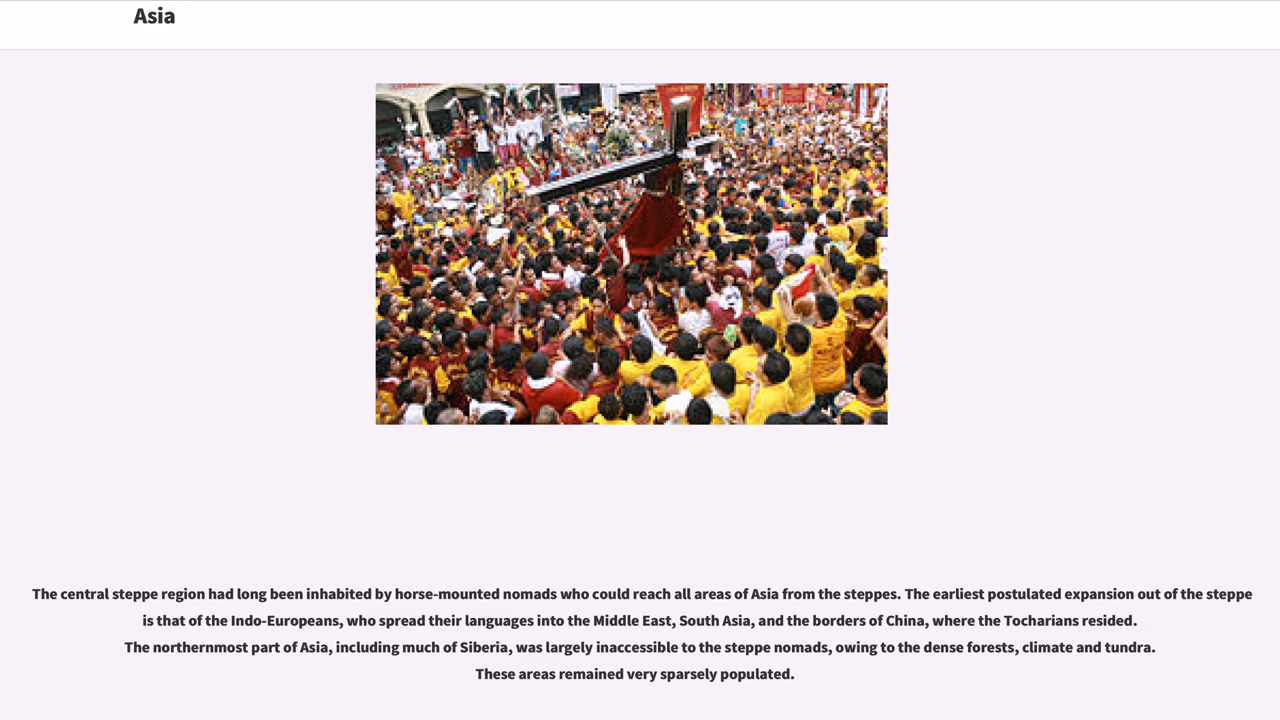 Asia
The central steppe region had long been inhabited by horse-mounted nomads who could reach all areas of Asia from the steppes. The earliest postulated expansion out of the steppe
is that of the Indo-Europeans, who spread their languages into the Middle East, South Asia, and the borders of China, where the Tocharians resided.
The northernmost part of Asia, including much of Siberia, was largely inaccessible to the steppe nomads, owing to the dense forests, climate and tundra.
These areas remained very sparsely populated.